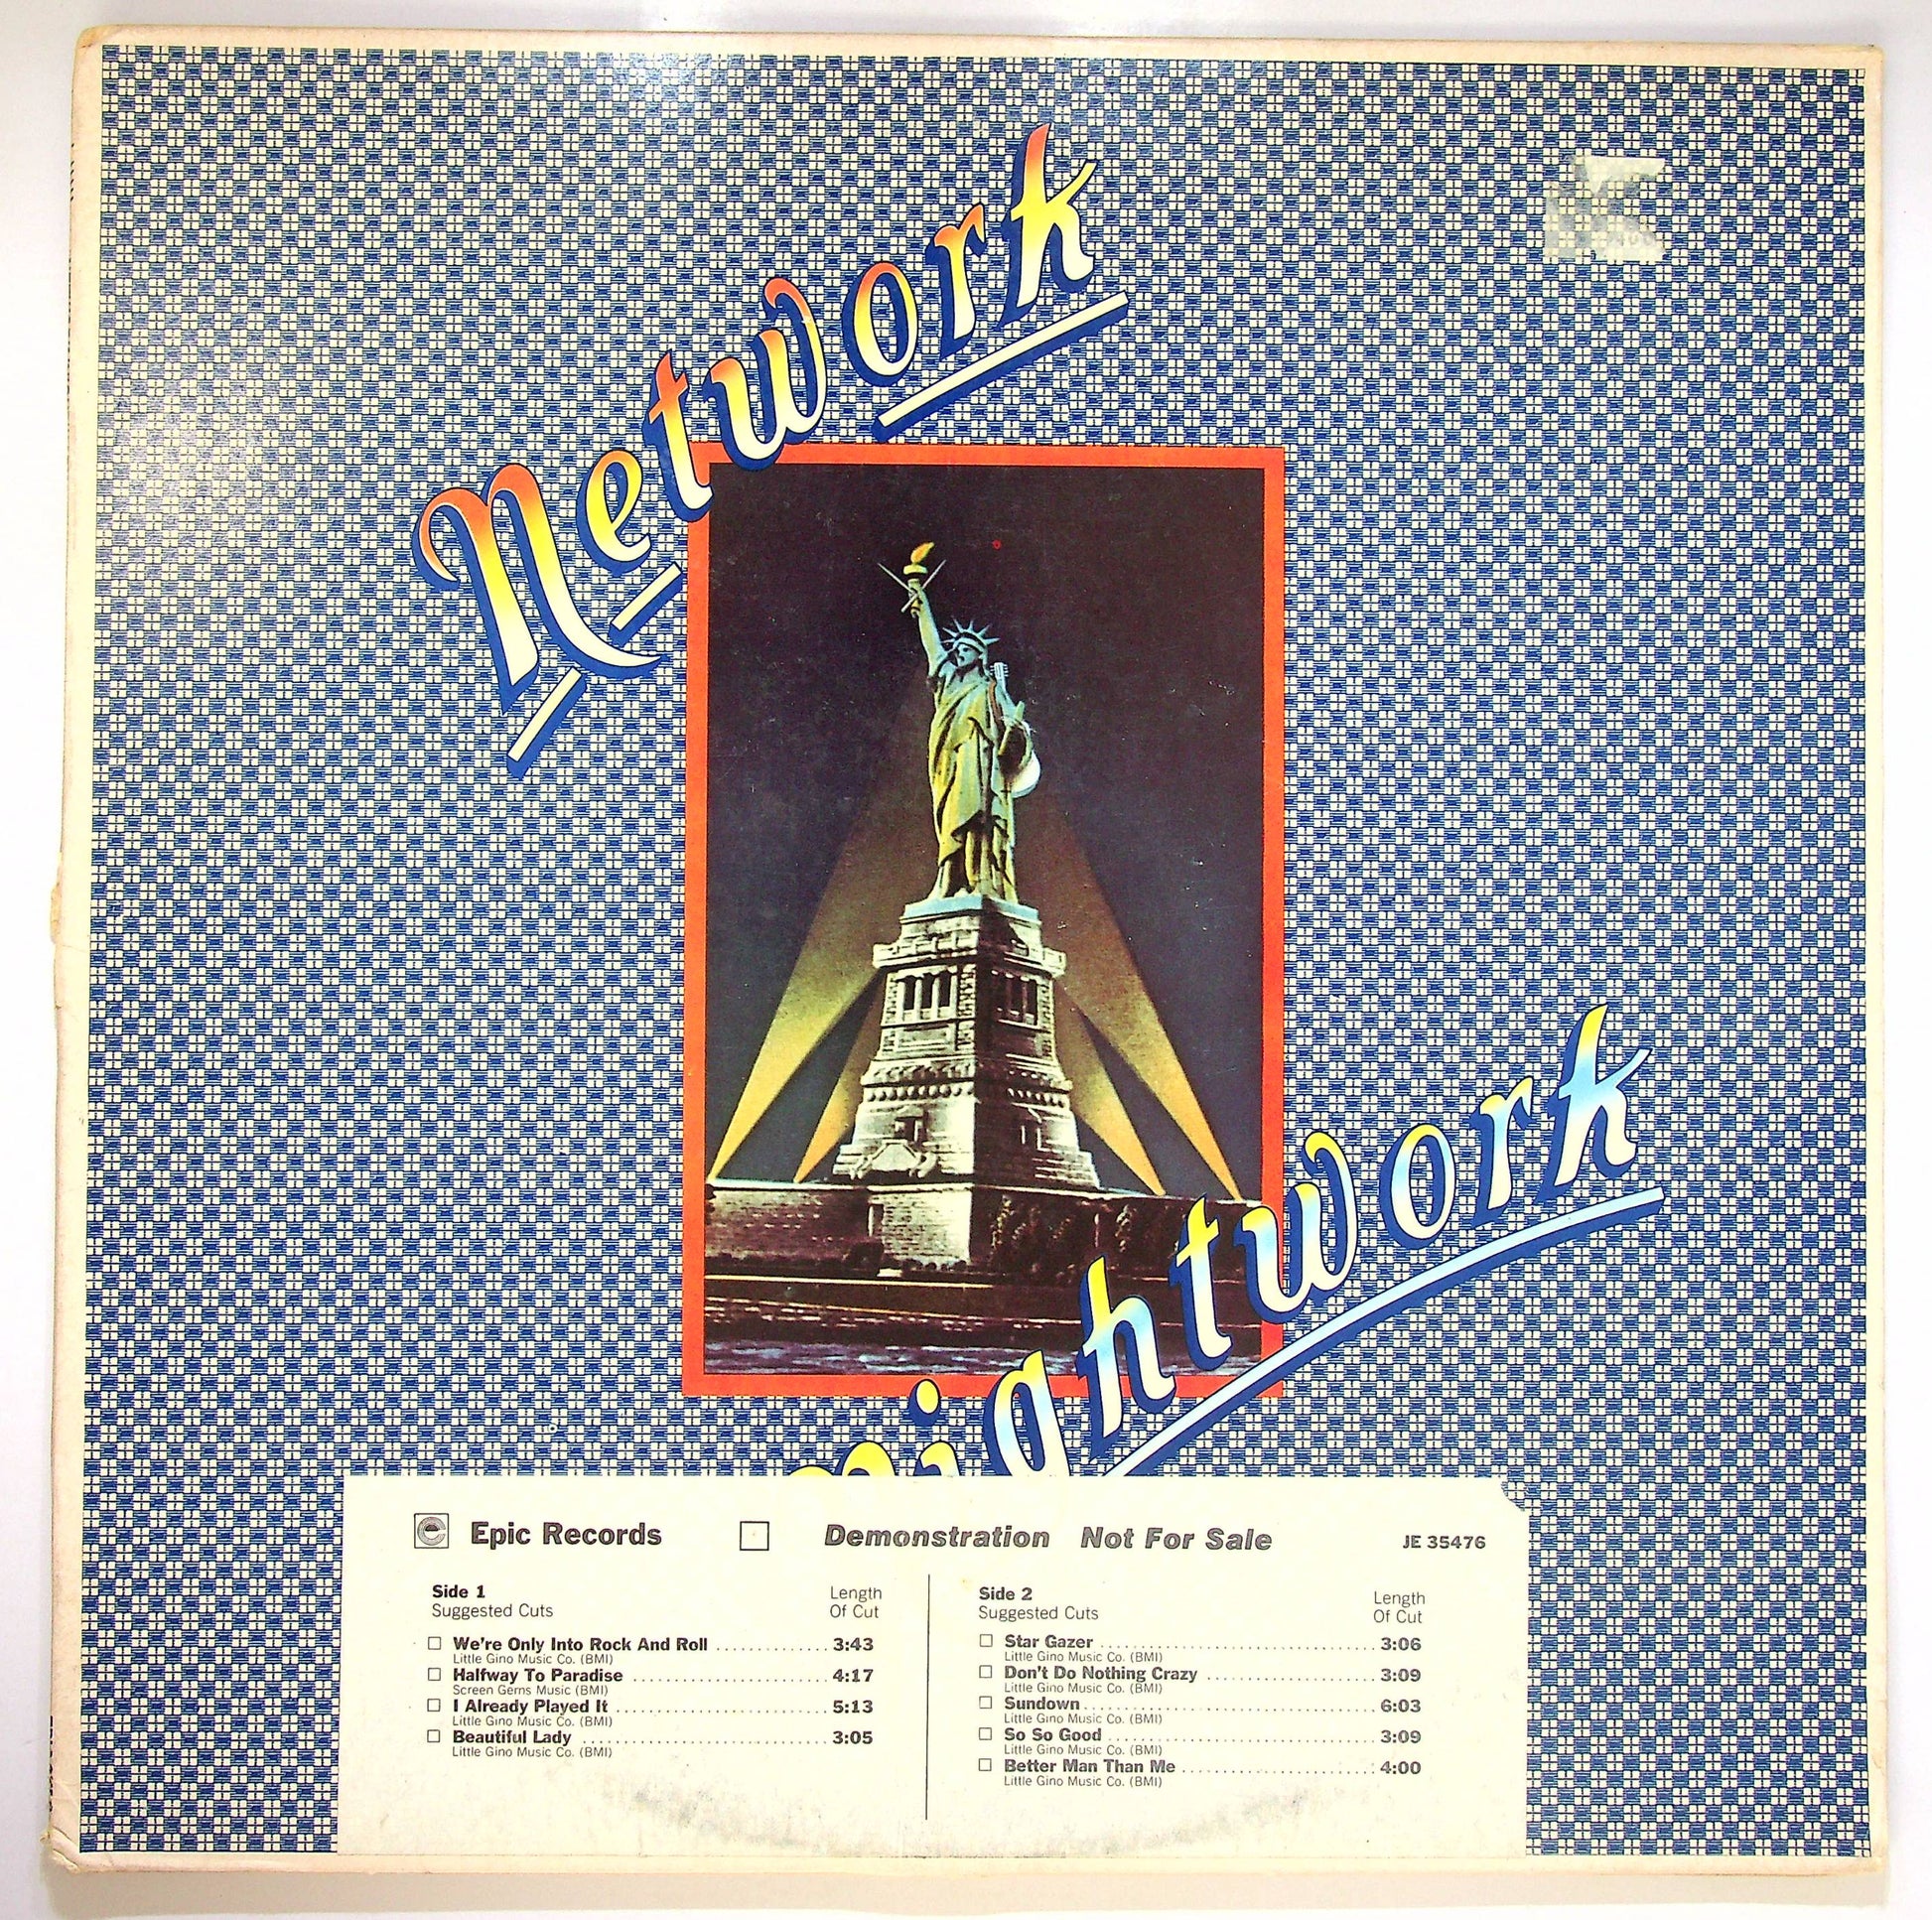 Network
nightwork
Epic Records Demonstration Not For Sale JE 35476
Side 1
Suggested Cuts
Length
Of Cut
We're Only Into Rock And Roll 3:43
Little Gino Music Co. (BMI)
Halfway To Paradise 4:17
Screen Gems Music (BMI)
I Already Played It 5:13
Little Gino Music Co. (BMI)
Beautiful Lady 3:05
Little Gino Music Co. (BMI)
Side 2
Suggested Cuts
Length
Of Cut
Star Gazer 3:06
Little Gino Music Co. (BMI)
Don't Do Nothing Crazy 3:09
Little Gino Music Co. (BMI)
Sundown 6:03
Little Gino Music Co. (BMI)
So So Good 3:09
Little Gino Music Co. (BMI)
Better Man Than Me 4:00
Little Gino Music Co. (BMI)